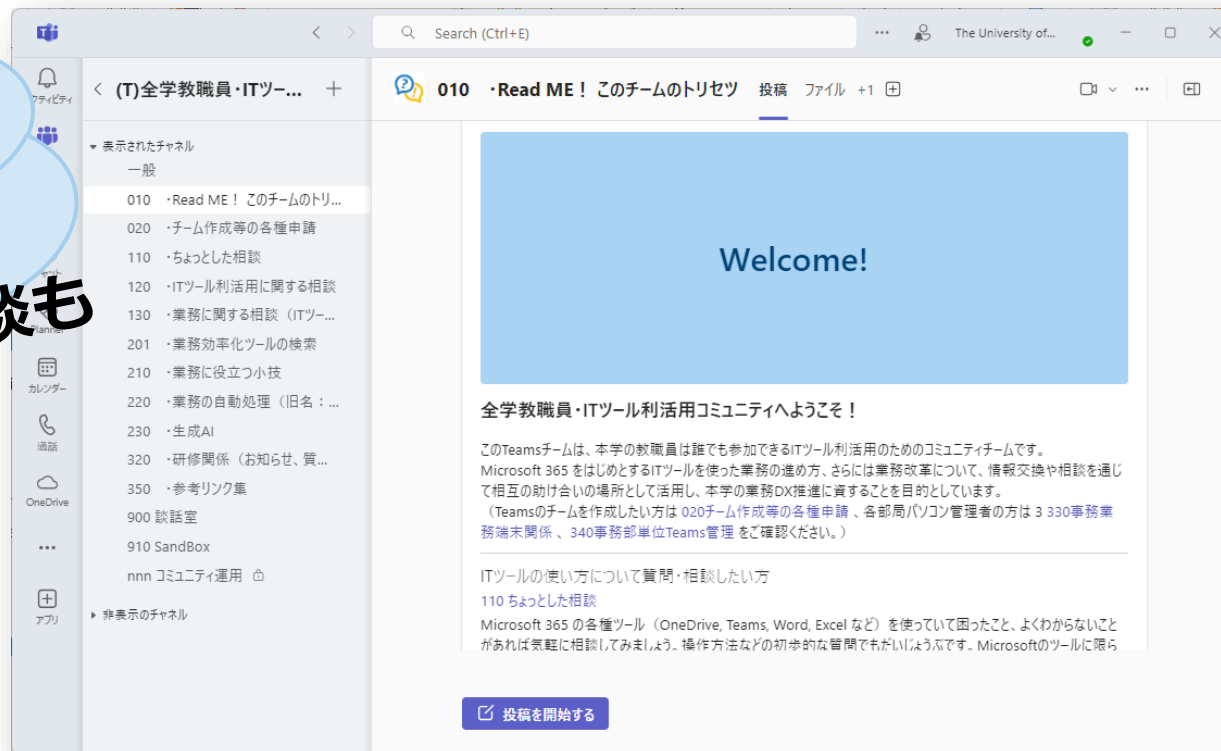 Search (Ctrl+E)
The University of...
(T)全学教職員・ITツー...
010 ・Read ME！ このチームのトリセツ
投稿 ファイル +1
表示されたチャネル
一般
010 ・Read ME！ このチームのトリ...
020 ・チーム作成等の各種申請
110 ・ちょっとした相談
120 ・ITツール利活用に関する相談
130 ・業務に関する相談（ITツー...
201 ・業務効率化ツールの検索
210 ・業務に役立つ小技
220 ・業務の自動処理（旧名：...
230 ・生成AI
320 ・研修関係（お知らせ、質...
350 ・参考リンク集
900 談話室
910 SandBox
nnn コミュニティ運用
非表示のチャネル
談も
Planner
カレンダー
通話
OneDrive
アプリ
Welcome!
全学教職員・ITツール利活用コミュニティへようこそ！
このTeamsチームは、本学の教職員は誰でも参加できるITツール利活用のためのコミュニティチームです。
Microsoft 365 をはじめとするITツールを使った業務の進め方、さらには業務改革について、情報交換や相談を通じ
て相互の助け合いの場所として活用し、本学の業務DX推進に資することを目的としています。
（Teamsのチームを作成したい方は 020チーム作成等の各種申請 、各部局パソコン管理者の方は 3 330事務業
務端末関係 、 340事務部単位Teams管理 をご確認ください。）
ITツールの使い方について質問・相談したい方
110 ちょっとした相談
Microsoft 365 の各種ツール（OneDrive, Teams, Word, Excel など）を使っていて困ったこと、よくわからないこと
があれば気軽に相談してみましょう。操作方法などの初歩的な質問でもだいじょうぶです。Microsoftのツールに限ら
投稿を開始する